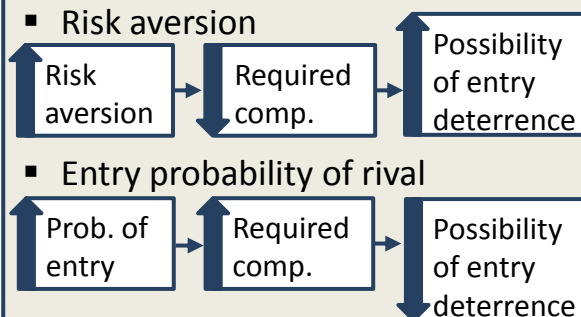 ▪ Risk aversion
Risk
aversion
Required
comp.
Possibility
of entry
deterrence
▪ Entry probability of rival
Prob. of
entry
Required
comp.
Possibility
of entry
deterrence